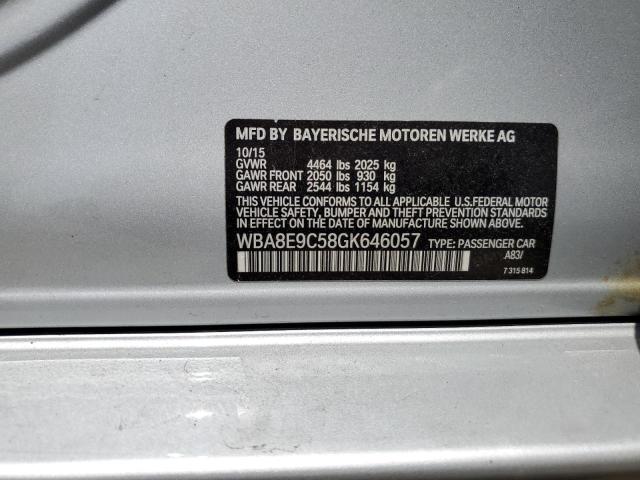 MFD BY BAYERISCHE MOTOREN WERKE AG
10/15
GVWR 4464 lbs 2025 kg
GAWR FRONT 2050 lbs 930 kg
GAWR REAR 2544 lbs 1154 kg
THIS VEHICLE CONFORMS TO ALL APPLICABLE U.S.FEDERAL MOTOR
VEHICLE SAFETY, BUMPER AND THEFT PREVENTION STANDARDS
IN EFFECT ON THE DATE OF MANUFACTURE SHOWN ABOVE.
WBA8E9C58GK646057 TYPE: PASSENGER CAR
A83/
7 315 814